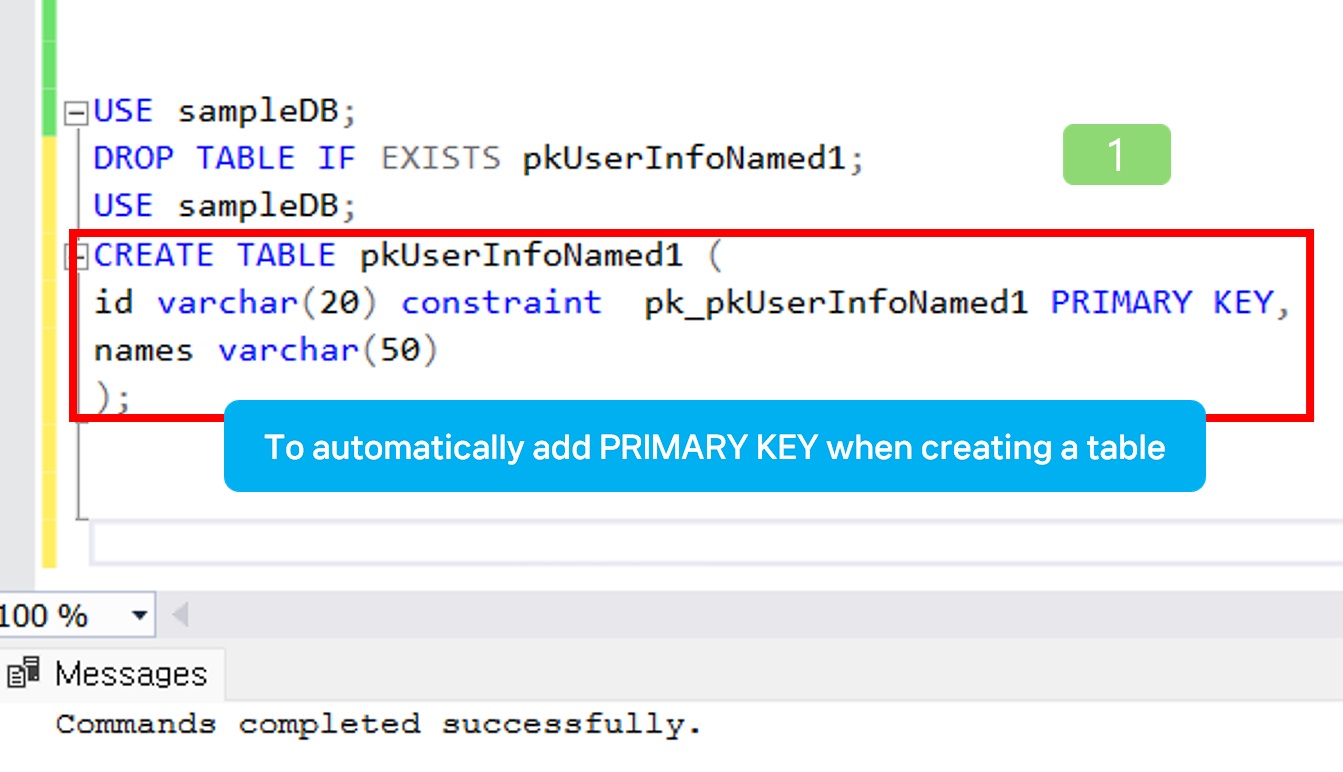 USE sampleDB;
DROP TABLE IF EXISTS pkUserInfoNamed1;
1
USE sampleDB;
CREATE TABLE pkUserInfoNamed1 (
id varchar(20) constraint  pk_pkUserInfoNamed1 PRIMARY KEY,
names varchar(50)
);
To automatically add PRIMARY KEY when creating a table
100 %
Messages
Commands completed successfully.